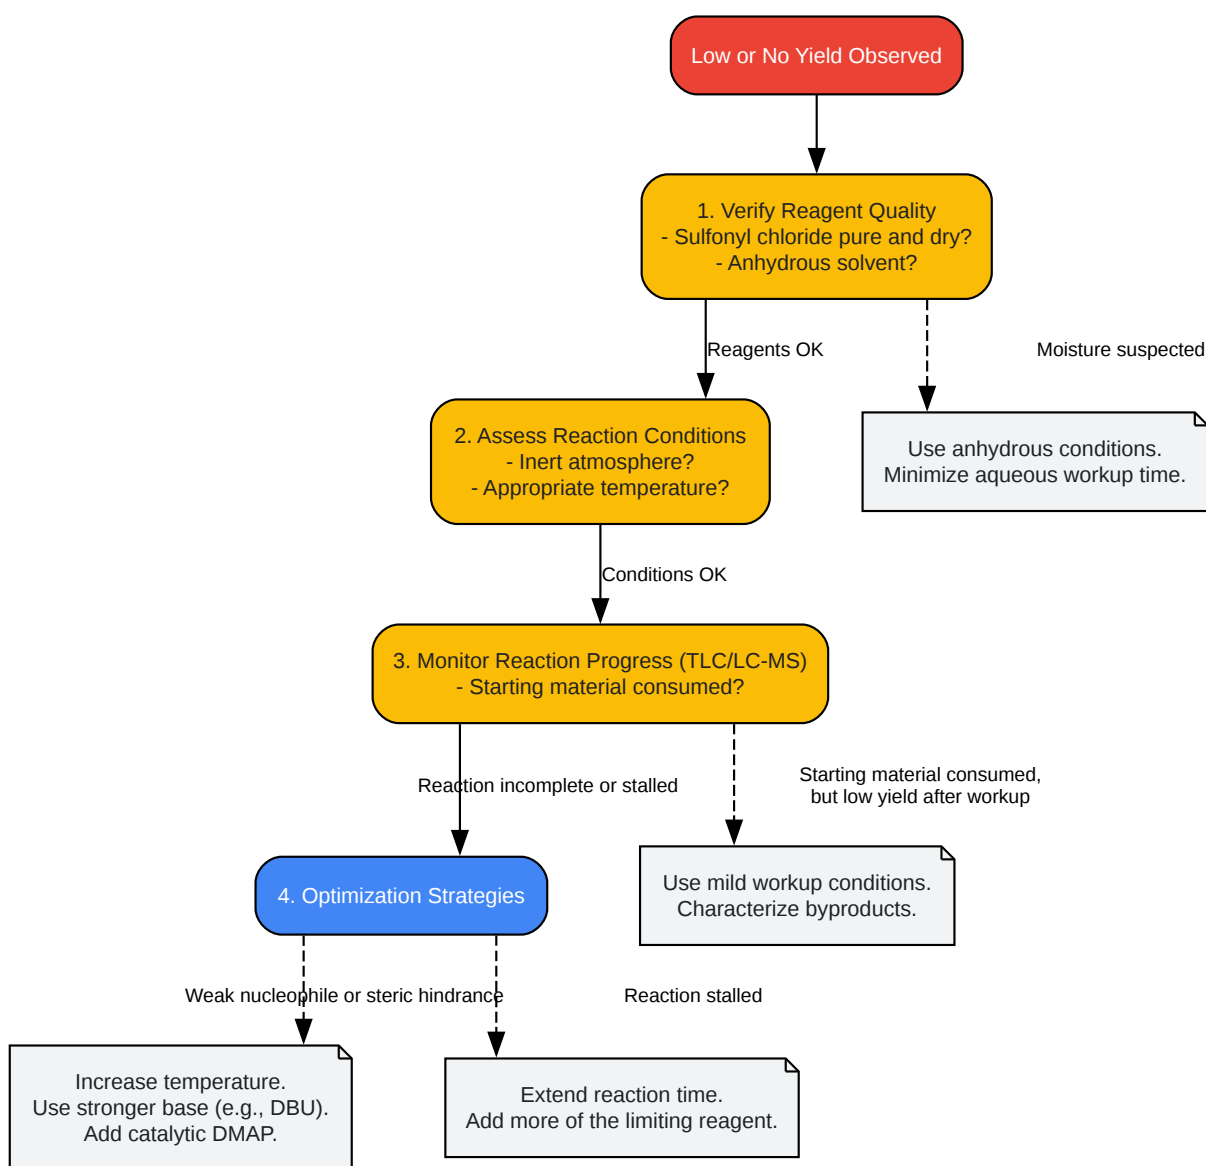 Low or No Yield Observed
1. Verify Reagent Quality
- Sulfonyl chloride pure and dry?
- Anhydrous solvent?
Reagents OK
Moisture suspected
2. Assess Reaction Conditions
- Inert atmosphere?
- Appropriate temperature?
Use anhydrous conditions.
Minimize aqueous workup time.
Conditions OK
3. Monitor Reaction Progress (TLC/LC-MS)
- Starting material consumed?
Reaction incomplete or stalled
Starting material consumed,
but low yield after workup
4. Optimization Strategies
Use mild workup conditions.
Characterize byproducts.
Weak nucleophile or steric hindrance
Reaction stalled
Increase temperature.
Use stronger base (e.g., DBU).
Add catalytic DMAP.
Extend reaction time.
Add more of the limiting reagent.